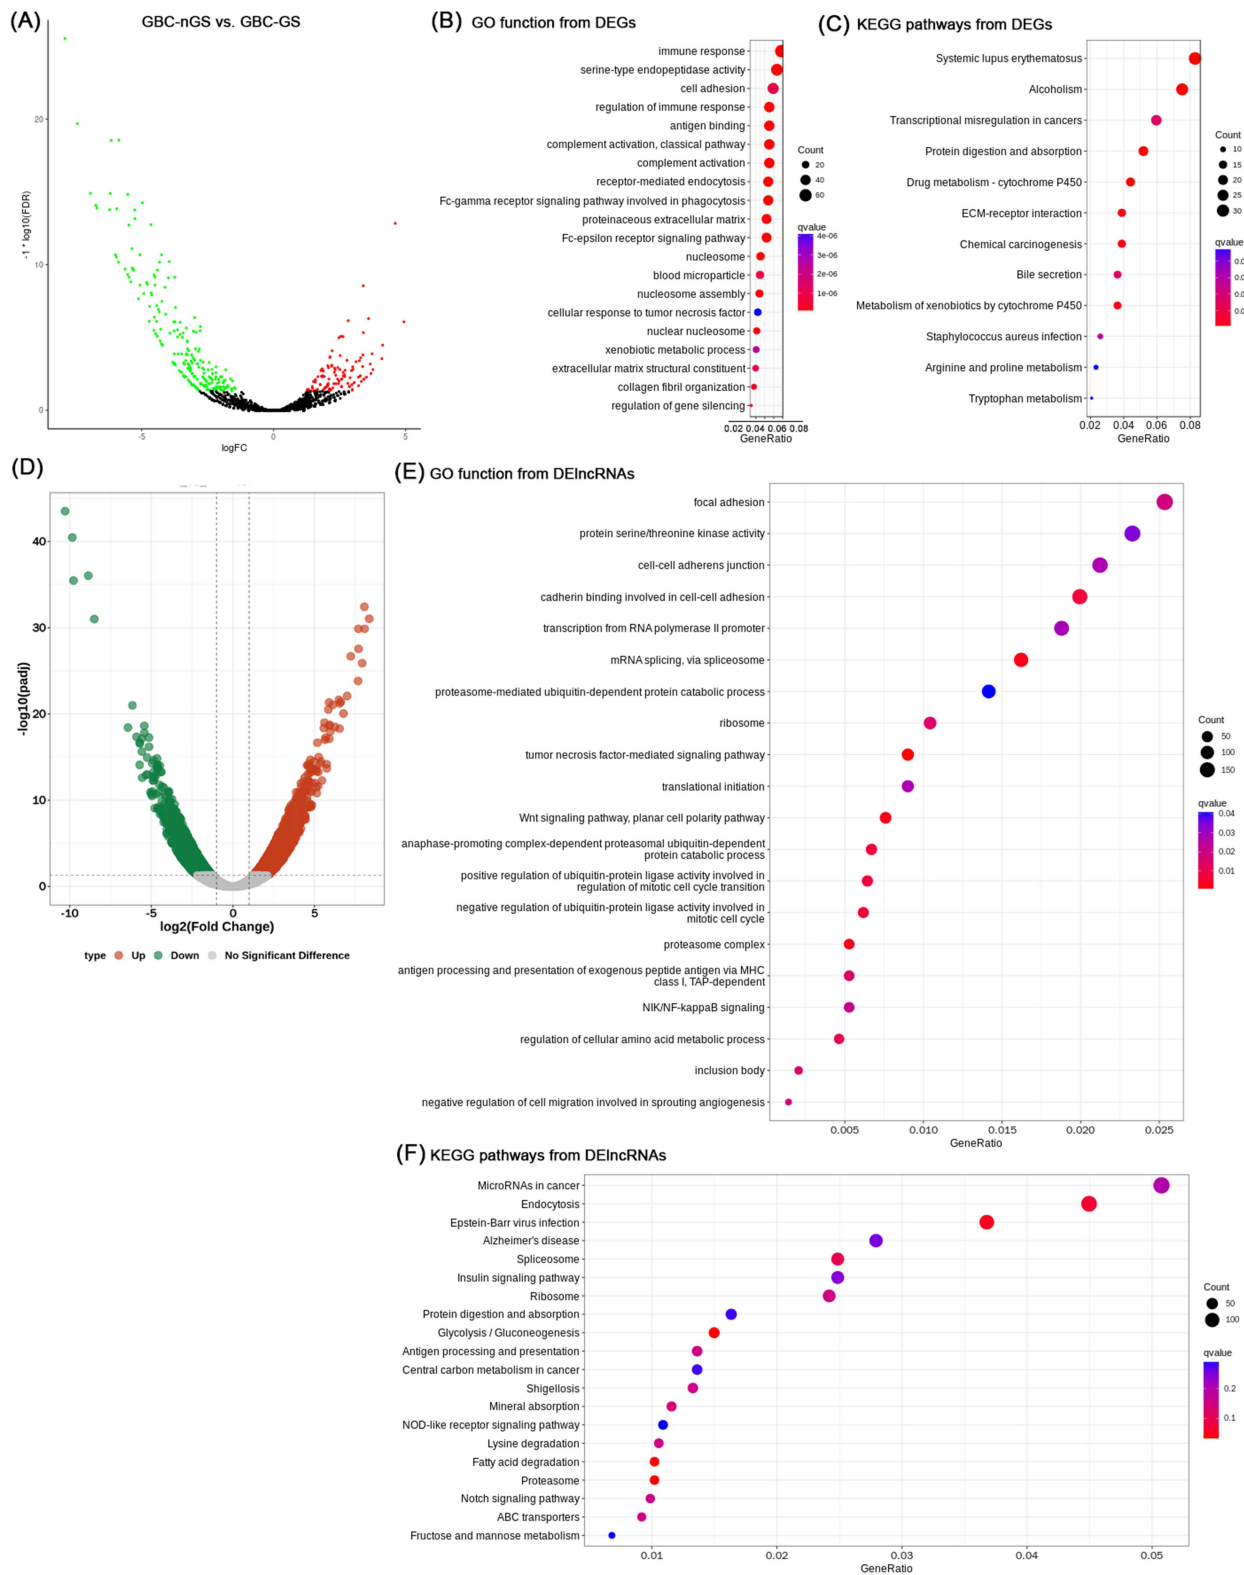 (A)
GBC-nGS vs. GBC-GS
-1 * log10(FDR)
20
10
0
-5
0
5
logFC
(B) GO function from DEGs
immune response
serine-type endopeptidase activity
cell adhesion
regulation of immune response
antigen binding
complement activation, classical pathway
complement activation
receptor-mediated endocytosis
Fc-gamma receptor signaling pathway involved in phagocytosis
proteinaceous extracellular matrix
Fc-epsilon receptor signaling pathway
nucleosome
blood microparticle
nucleosome assembly
cellular response to tumor necrosis factor
nuclear nucleosome
xenobiotic metabolic process
extracellular matrix structural constituent
collagen fibril organization
regulation of gene silencing
0.02 0.04 0.06 0.08
GeneRatio
Count
20
40
60
qvalue
4e-06
3e-06
2e-06
1e-06
(C) KEGG pathways from DEGs
Systemic lupus erythematosus
Alcoholism
Transcriptional misregulation in cancers
Protein digestion and absorption
Drug metabolism - cytochrome P450
ECM-receptor interaction
Chemical carcinogenesis
Bile secretion
Metabolism of xenobiotics by cytochrome P450
Staphylococcus aureus infection
Arginine and proline metabolism
Tryptophan metabolism
0.02 0.04 0.06 0.08
GeneRatio
Count
10
15
20
25
30
qvalue
0.0
0.0
0.0
(D)
-log10(padj)
40
30
20
10
0
-10
-5
0
5
log2(Fold Change)
type Up Down No Significant Difference
(E) GO function from DElncRNAs
focal adhesion
protein serine/threonine kinase activity
cell-cell adherens junction
cadherin binding involved in cell-cell adhesion
transcription from RNA polymerase II promoter
mRNA splicing, via spliceosome
proteasome-mediated ubiquitin-dependent protein catabolic process
ribosome
tumor necrosis factor-mediated signaling pathway
translational initiation
Wnt signaling pathway, planar cell polarity pathway
anaphase-promoting complex-dependent proteasomal ubiquitin-dependent
protein catabolic process
positive regulation of ubiquitin-protein ligase activity involved in
regulation of mitotic cell cycle transition
negative regulation of ubiquitin-protein ligase activity involved in
mitotic cell cycle
proteasome complex
antigen processing and presentation of exogenous peptide antigen via MHC
class I, TAP-dependent
NIK/NF-kappaB signaling
regulation of cellular amino acid metabolic process
inclusion body
negative regulation of cell migration involved in sprouting angiogenesis
0.005 0.010 0.015 0.020 0.025
GeneRatio
Count
50
100
150
qvalue
0.04
0.03
0.02
0.01
(F) KEGG pathways from DElncRNAs
MicroRNAs in cancer
Endocytosis
Epstein-Barr virus infection
Alzheimer's disease
Spliceosome
Insulin signaling pathway
Ribosome
Protein digestion and absorption
Glycolysis / Gluconeogenesis
Antigen processing and presentation
Central carbon metabolism in cancer
Shigellosis
Mineral absorption
NOD-like receptor signaling pathway
Lysine degradation
Fatty acid degradation
Proteasome
Notch signaling pathway
ABC transporters
Fructose and mannose metabolism
0.01 0.02 0.03 0.04 0.05
GeneRatio
Count
50
100
qvalue
0.2
0.1